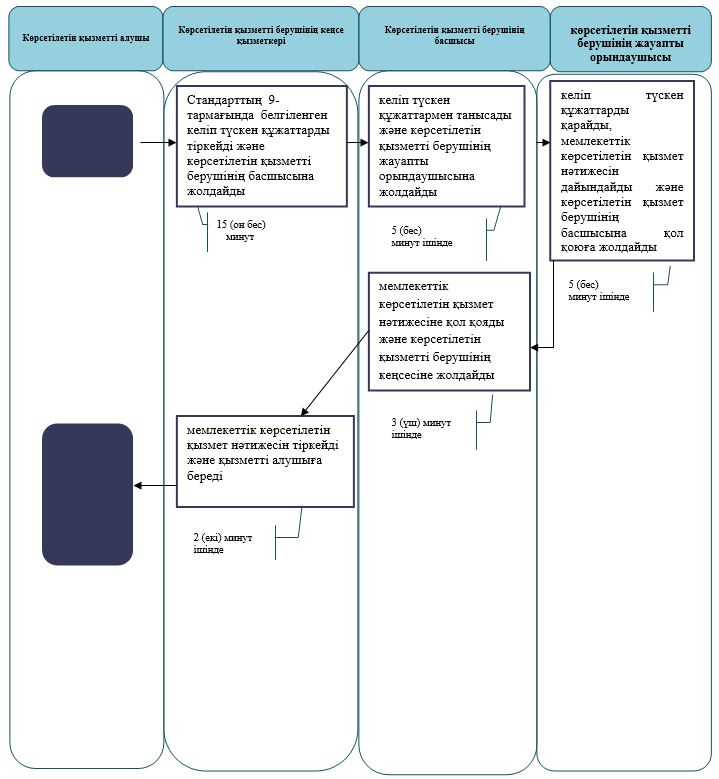 Көрсетілетін қызметті алушы
Көрсетілетін қызметті берушінің кеңсе
қызметкері
Көрсетілетін қызметті берушінің
басшысы
көрсетілетін қызметті
берушінің жауапты
орындаушысы
Стандарттың 9-
тармағында белгіленген
келіп түскен құжаттарды
тіркейді және
көрсетілетін қызметті
берушінің басшысына
жолдайды
15 (он бес)
минут
келіп түскен
құжаттармен танысады
және көрсетілетін
қызметті берушінің
жауапты
орындаушысына
жолдайды
5 (бес)
минут ішінде
келіп түскен
құжаттарды
қарайды,
мемлекеттік
көрсетілетін қызмет
нәтижесін
дайындайды және
көрсетілетін қызмет
берушінің
басшысына қол
қоюға жолдайды
5 (бес)
минут ішінде
мемлекеттік
көрсетілетін қызмет
нәтижесіне қол қояды
және көрсетілетін
қызметті берушінің
кеңсесіне жолдайды
3 (үш) минут
ішінде
мемлекеттік көрсетілетін
қызмет нәтижесін тіркейді
және қызметті алушыға
береді
2 (екі) минут
ішінде